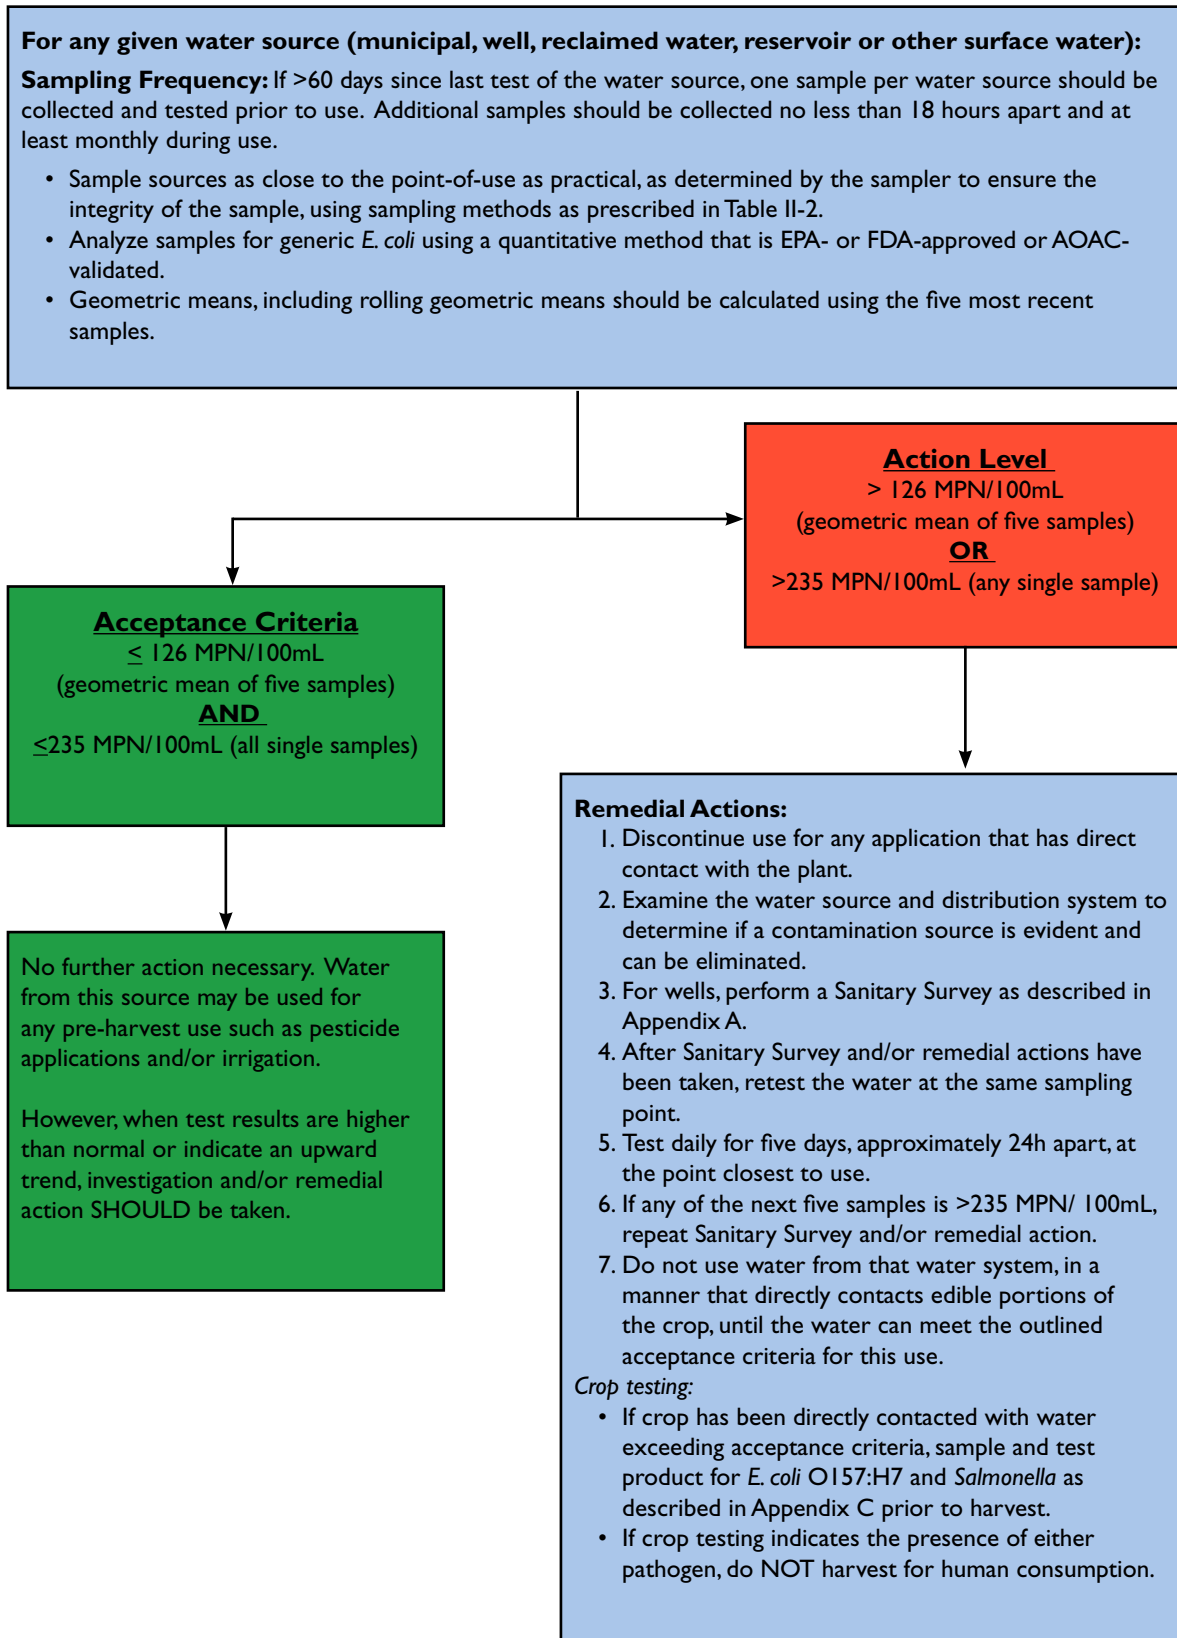 For any given water source (municipal, well, reclaimed water, reservoir or other surface water):
Sampling Frequency: If >60 days since last test of the water source, one sample per water source should be
collected and tested prior to use. Additional samples should be collected no less than 18 hours apart and at
least monthly during use.
• Sample sources as close to the point-of-use as practical, as determined by the sampler to ensure the
integrity of the sample, using sampling methods as prescribed in Table II-2.
• Analyze samples for generic E. coli using a quantitative method that is EPA- or FDA-approved or AOAC-
validated.
• Geometric means, including rolling geometric means should be calculated using the five most recent
samples.
Action Level
> 126 MPN/100mL
(geometric mean of five samples)
OR
>235 MPN/100mL (any single sample)
Acceptance Criteria
≤ 126 MPN/100mL
(geometric mean of five samples)
AND
≤235 MPN/100mL (all single samples)
No further action necessary. Water
from this source may be used for
any pre-harvest use such as pesticide
applications and/or irrigation.
However, when test results are higher
than normal or indicate an upward
trend, investigation and/or remedial
action SHOULD be taken.
Remedial Actions:
1. Discontinue use for any application that has direct
contact with the plant.
2. Examine the water source and distribution system to
determine if a contamination source is evident and
can be eliminated.
3. For wells, perform a Sanitary Survey as described in
Appendix A.
4. After Sanitary Survey and/or remedial actions have
been taken, retest the water at the same sampling
point.
5. Test daily for five days, approximately 24h apart, at
the point closest to use.
6. If any of the next five samples is >235 MPN/ 100mL,
repeat Sanitary Survey and/or remedial action.
7. Do not use water from that water system, in a
manner that directly contacts edible portions of
the crop, until the water can meet the outlined
acceptance criteria for this use.
Crop testing:
• If crop has been directly contacted with water
exceeding acceptance criteria, sample and test
product for E. coli O157:H7 and Salmonella as
described in Appendix C prior to harvest.
• If crop testing indicates the presence of either
pathogen, do NOT harvest for human consumption.